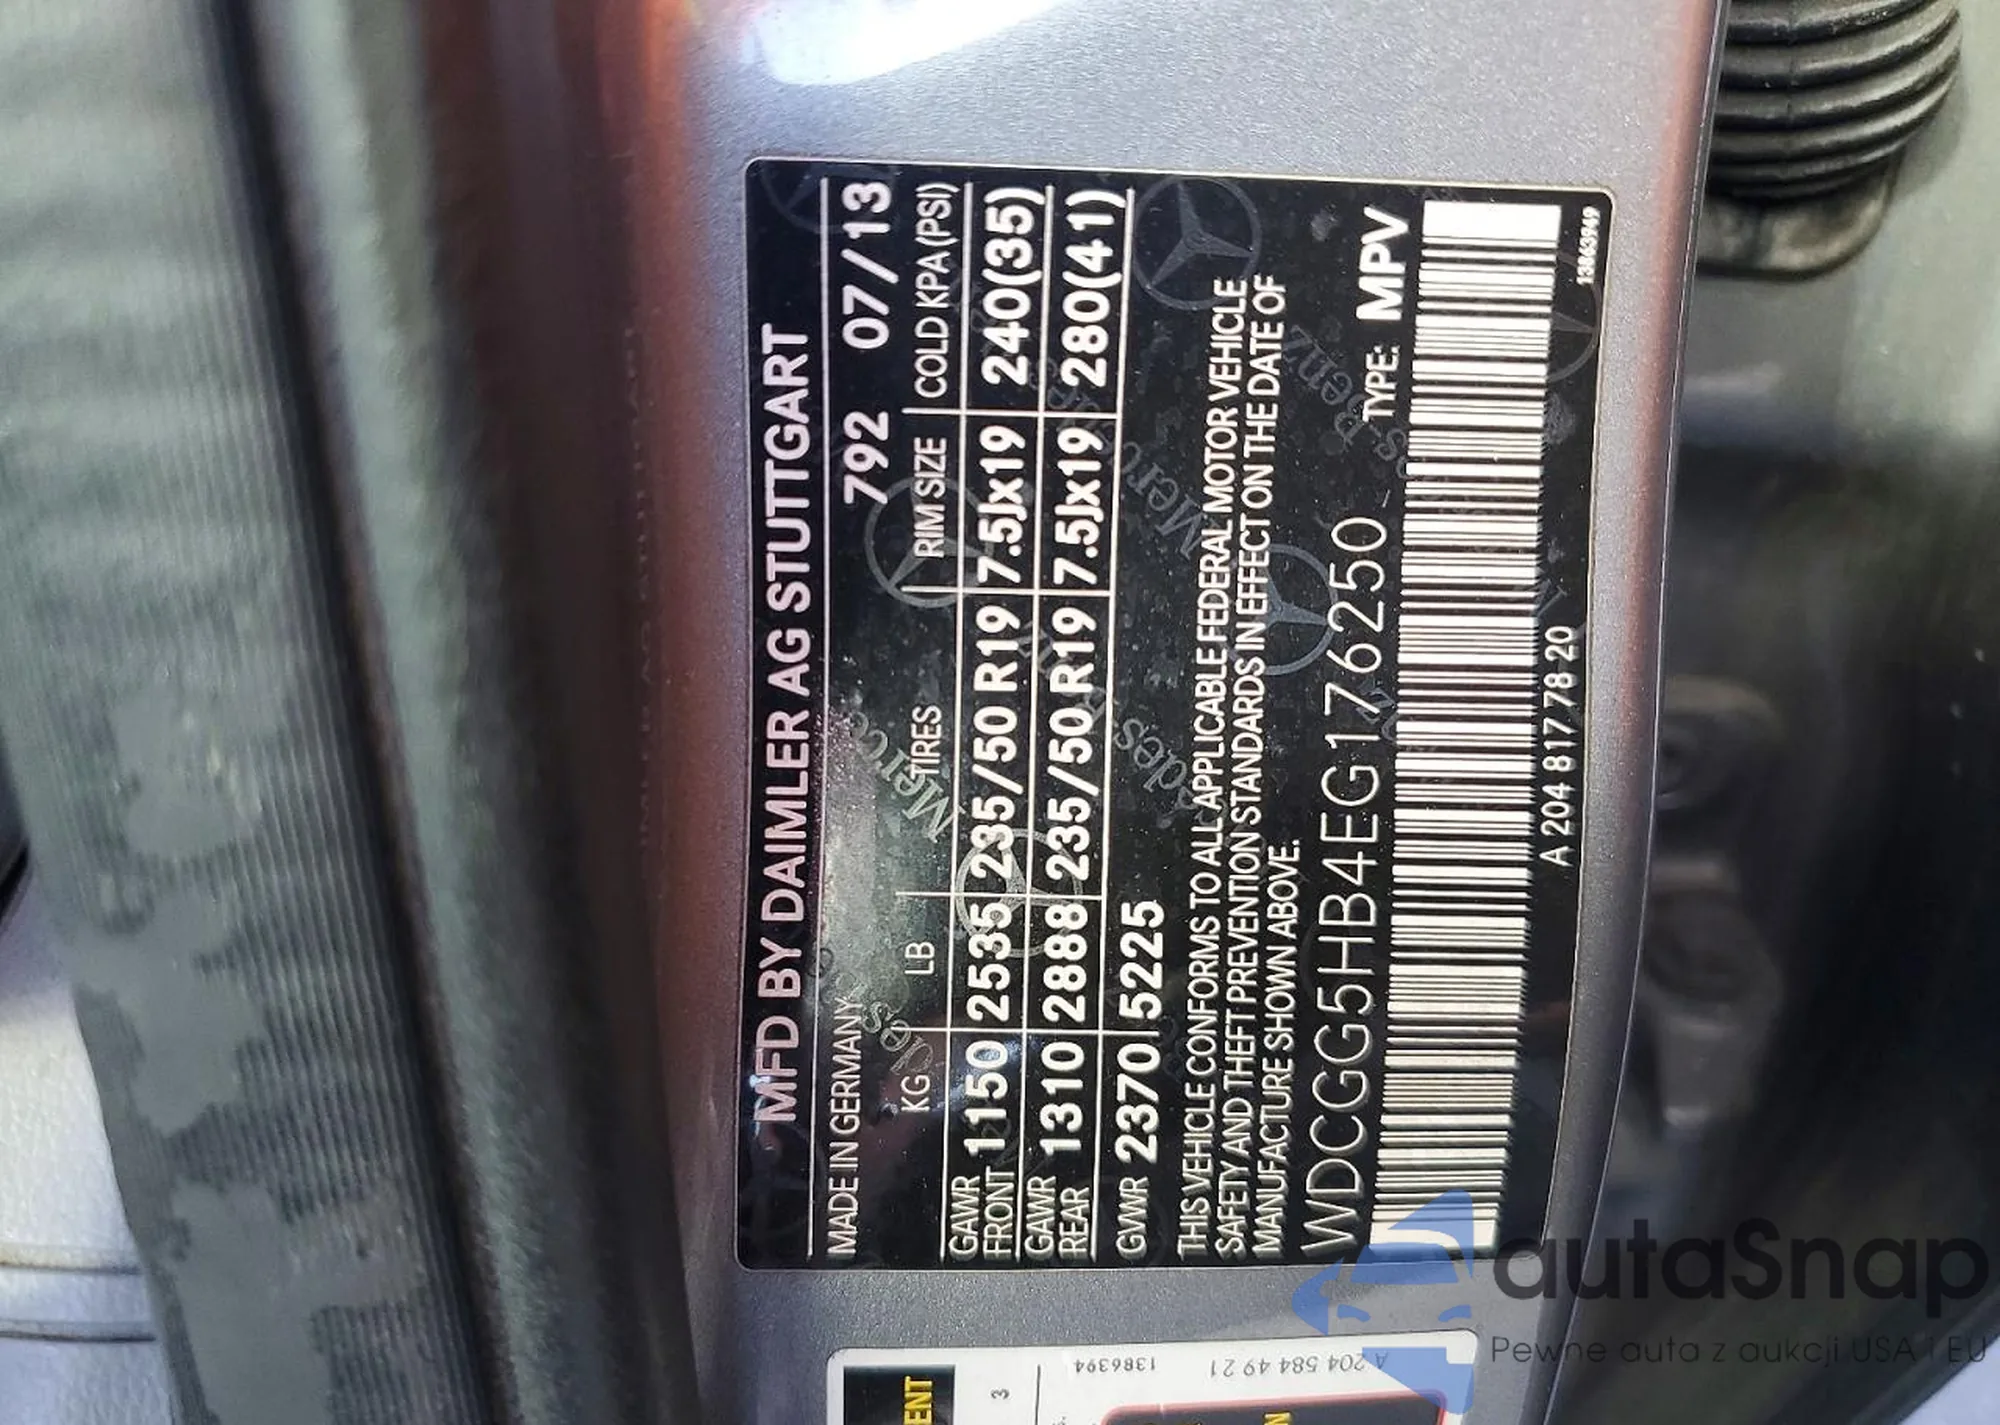 MFD BY DAIMLER AG STUTTGART
MADE IN GERMANY 792 07/13
KG LB TIRES RIM SIZE COLD KPA (PSI)
GAWR FRONT 1150 2535 235/50 R19 7.5Jx19 240(35)
GAWR REAR 1310 2888 235/50 R19 7.5Jx19 280(41)
GVWR 2370 5225
THIS VEHICLE CONFORMS TO ALL APPLICABLE FEDERAL MOTOR VEHICLE
SAFETY AND THEFT PREVENTION STANDARDS IN EFFECT ON THE DATE OF
MANUFACTURE SHOWN ABOVE.
WDCGG5HB4EG176250 TYPE: MPV
A 204 817 78 20
13863949
A 204 584 49 21
1386394
3
ENT
autaSnap
Pewne auta z aukcji USA i EU